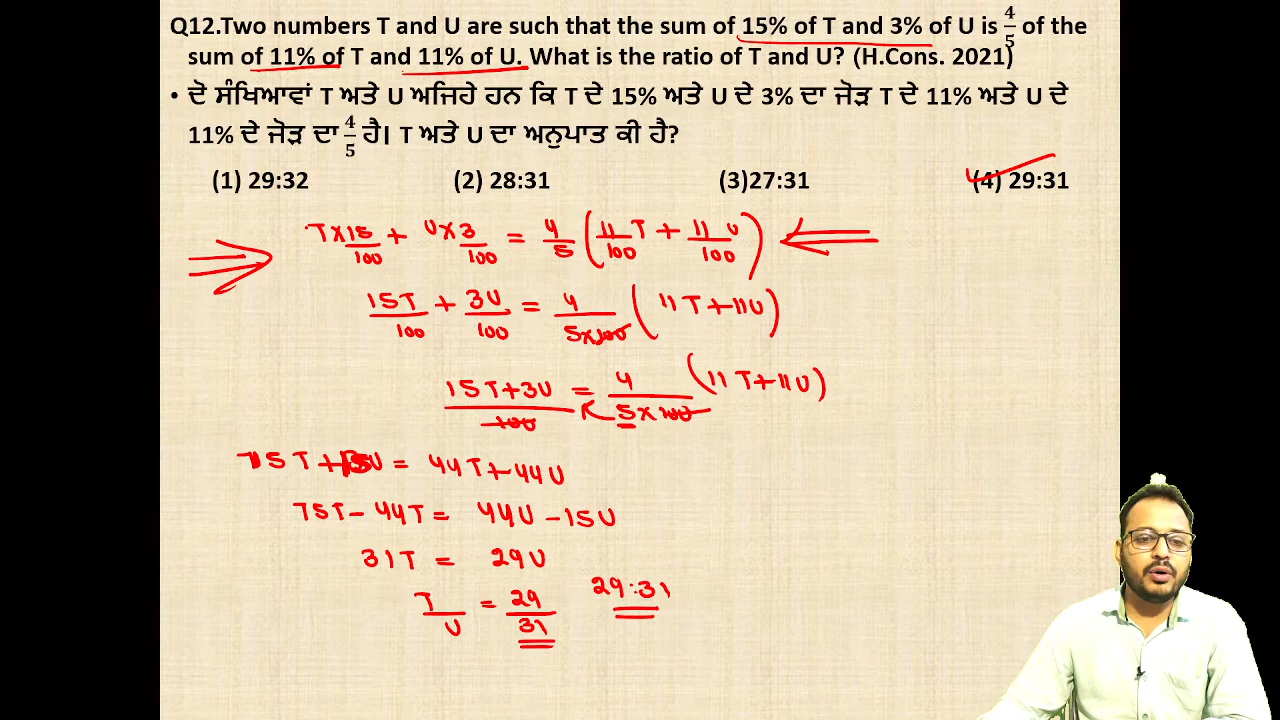 Q12.Two numbers T and U are such that the sum of 15% of T and 3% of U is 4/5 of the
sum of 11% of T and 11% of U. What is the ratio of T and U? (H.Cons. 2021)
• ਦੋ ਸੰਖਿਆਵਾਂ T ਅਤੇ U ਅਜਿਹੇ ਹਨ ਕਿ T ਦੇ 15% ਅਤੇ U ਦੇ 3% ਦਾ ਜੋੜ T ਦੇ 11% ਅਤੇ U ਦੇ
11% ਦੇ ਜੋੜ ਦਾ 4/5 ਹੈ। T ਅਤੇ U ਦਾ ਅਨੁਪਾਤ ਕੀ ਹੈ?
(1) 29:32 (2) 28:31 (3)27:31 (4) 29:31
T×15/100 + U×3/100 = 4/5 (11/100 T + 11/100 U)
15T/100 + 3U/100 = 4/5×100 (11T+11U)
15T+3U/100 = 4/5×100 (11T+11U)
75T+15U = 44T+44U
75T-44T = 44U-15U
31T = 29U
T/U = 29/31 29:31